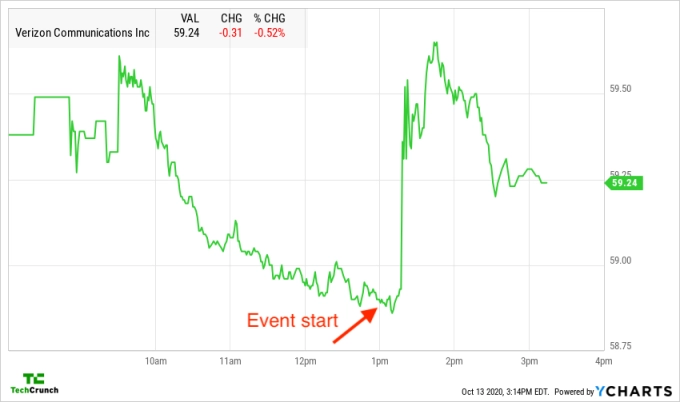 VAL CHG % CHG
Verizon Communications Inc 59.24 -0.31 -0.52%
59.50
59.25
59.24
59.00
Event start
58.75
10am 11am 12pm 1pm 2pm 3pm 4pm
TechCrunch
Oct 13 2020, 3:14PM EDT. Powered by YCHARTS